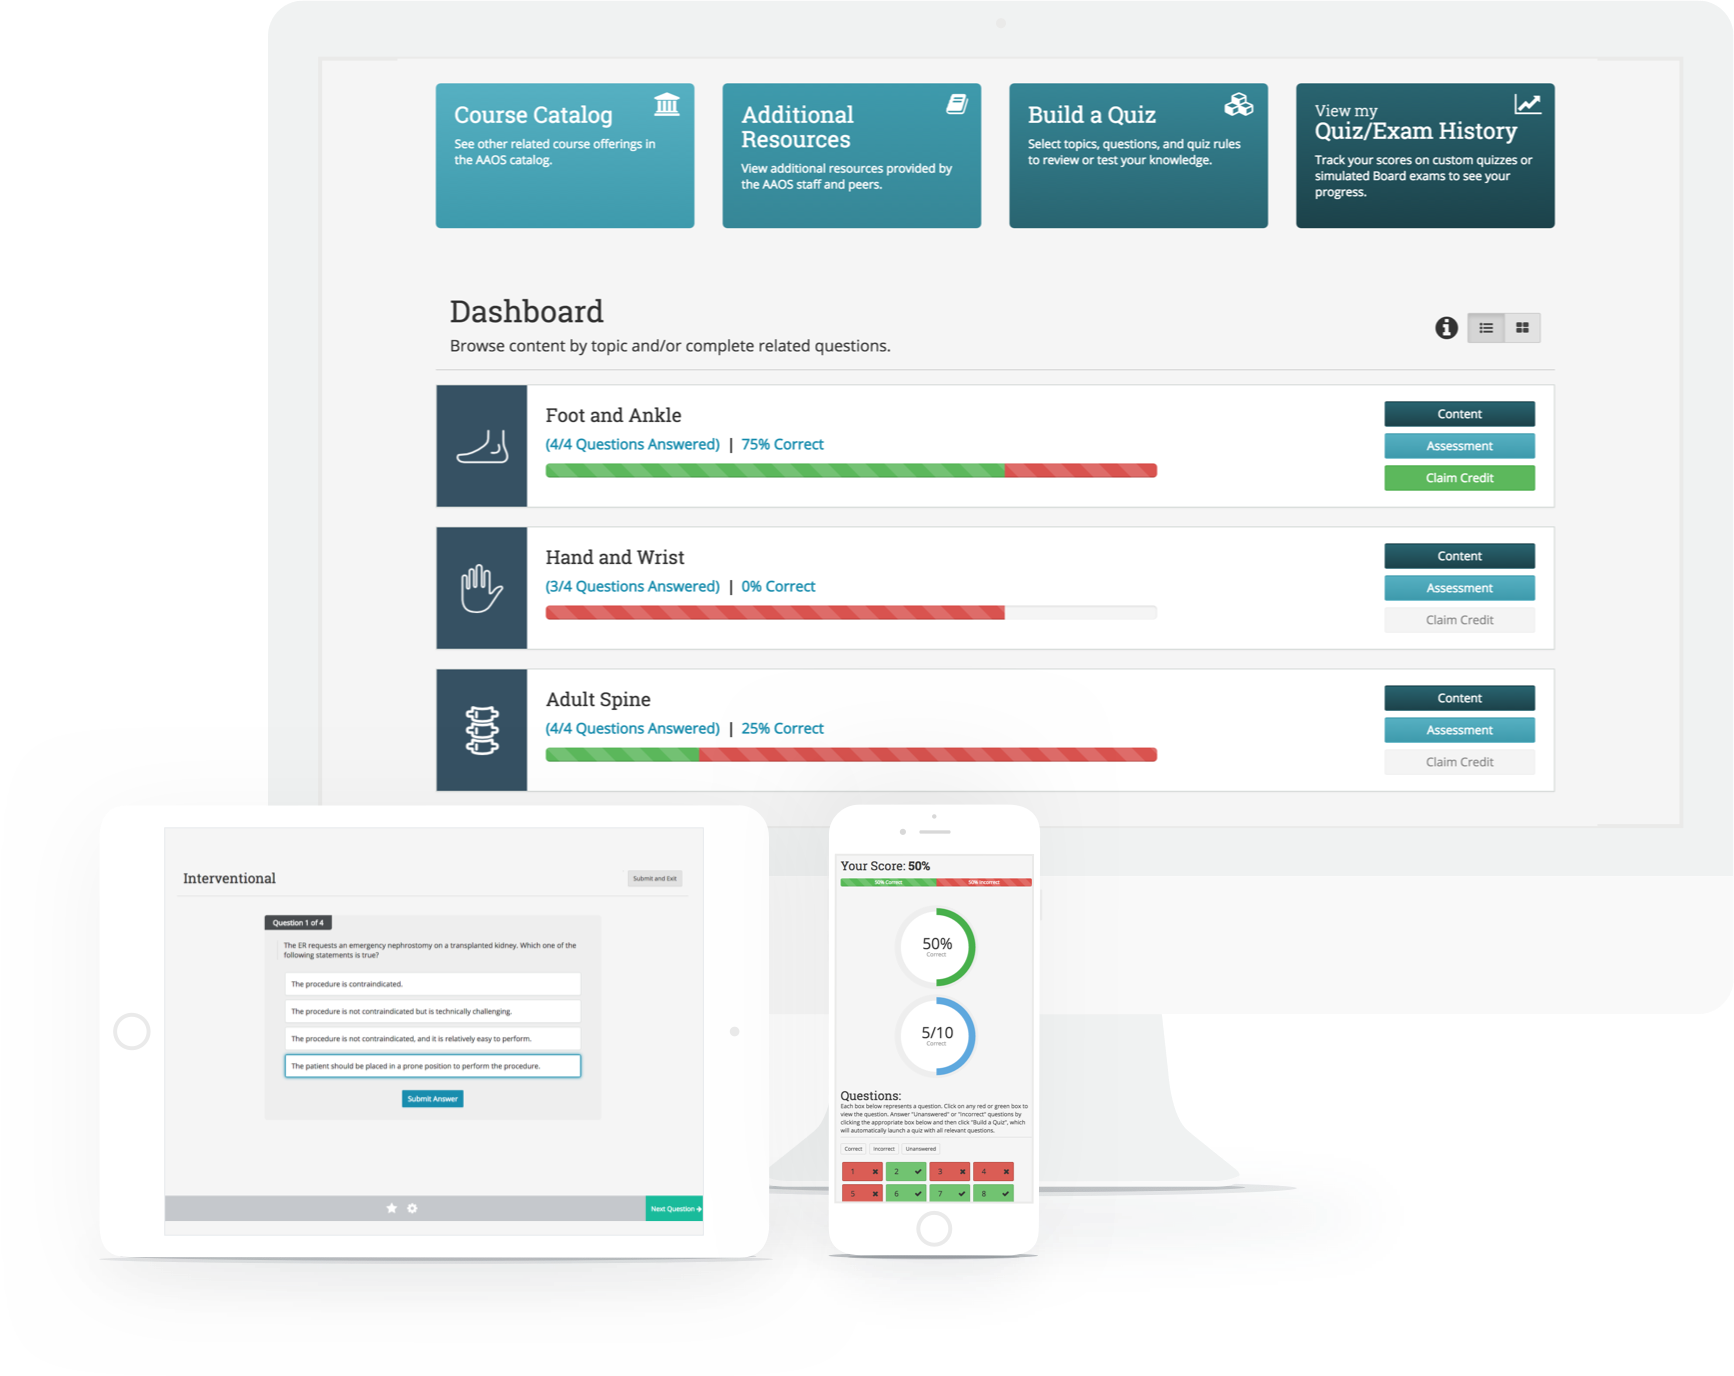 Course Catalog
See other related course offerings in
the AAOS catalog.
Additional
Resources
View additional resources provided by
the AAOS staff and peers.
Build a Quiz
Select topics, questions, and quiz rules
to review or test your knowledge.
View my
Quiz/Exam History
Track your scores on custom quizzes or
simulated Board exams to see your
progress.
Dashboard
Browse content by topic and/or complete related questions.
Foot and Ankle
(4/4 Questions Answered) | 75% Correct
Content
Assessment
Claim Credit
Hand and Wrist
(3/4 Questions Answered) | 0% Correct
Content
Assessment
Claim Credit
Adult Spine
(4/4 Questions Answered) | 25% Correct
Content
Assessment
Claim Credit
Interventional
Submit and Exit
Question 1 of 4
The ER requests an emergency nephrostomy on a transplanted kidney. Which one of the
following statements is true?
The procedure is contraindicated.
The procedure is not contraindicated but is technically challenging.
The procedure is not contraindicated, and it is relatively easy to perform.
The patient should be placed in a prone position to perform the procedure.
Submit Answer
Next Question
Your Score: 50%
50% Correct 50% Incorrect
50%
Correct
5/10
Correct
Questions:
Each box below represents a question. Click on any red or green box to
view the question. Answer "Unanswered" or "Incorrect" questions by
clicking the appropriate box below and then click "Build a Quiz", which
will automatically launch a quiz with all relevant questions.
Correct Incorrect Unanswered
1 2 3 4
5 6 7 8